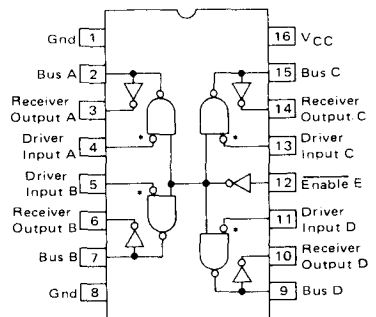 Gnd 1
Bus A 2
Receiver
Output A 3
Driver
Input A 4
*
Driver
Input B 5
Receiver
Output B 6
Bus B 7
Gnd 8
16 VCC
15 Bus C
14 Receiver
Output C
*
13 Driver
Input C
12 Enable E
11 Driver
Input D
*
10 Receiver
Output D
9 Bus D
*